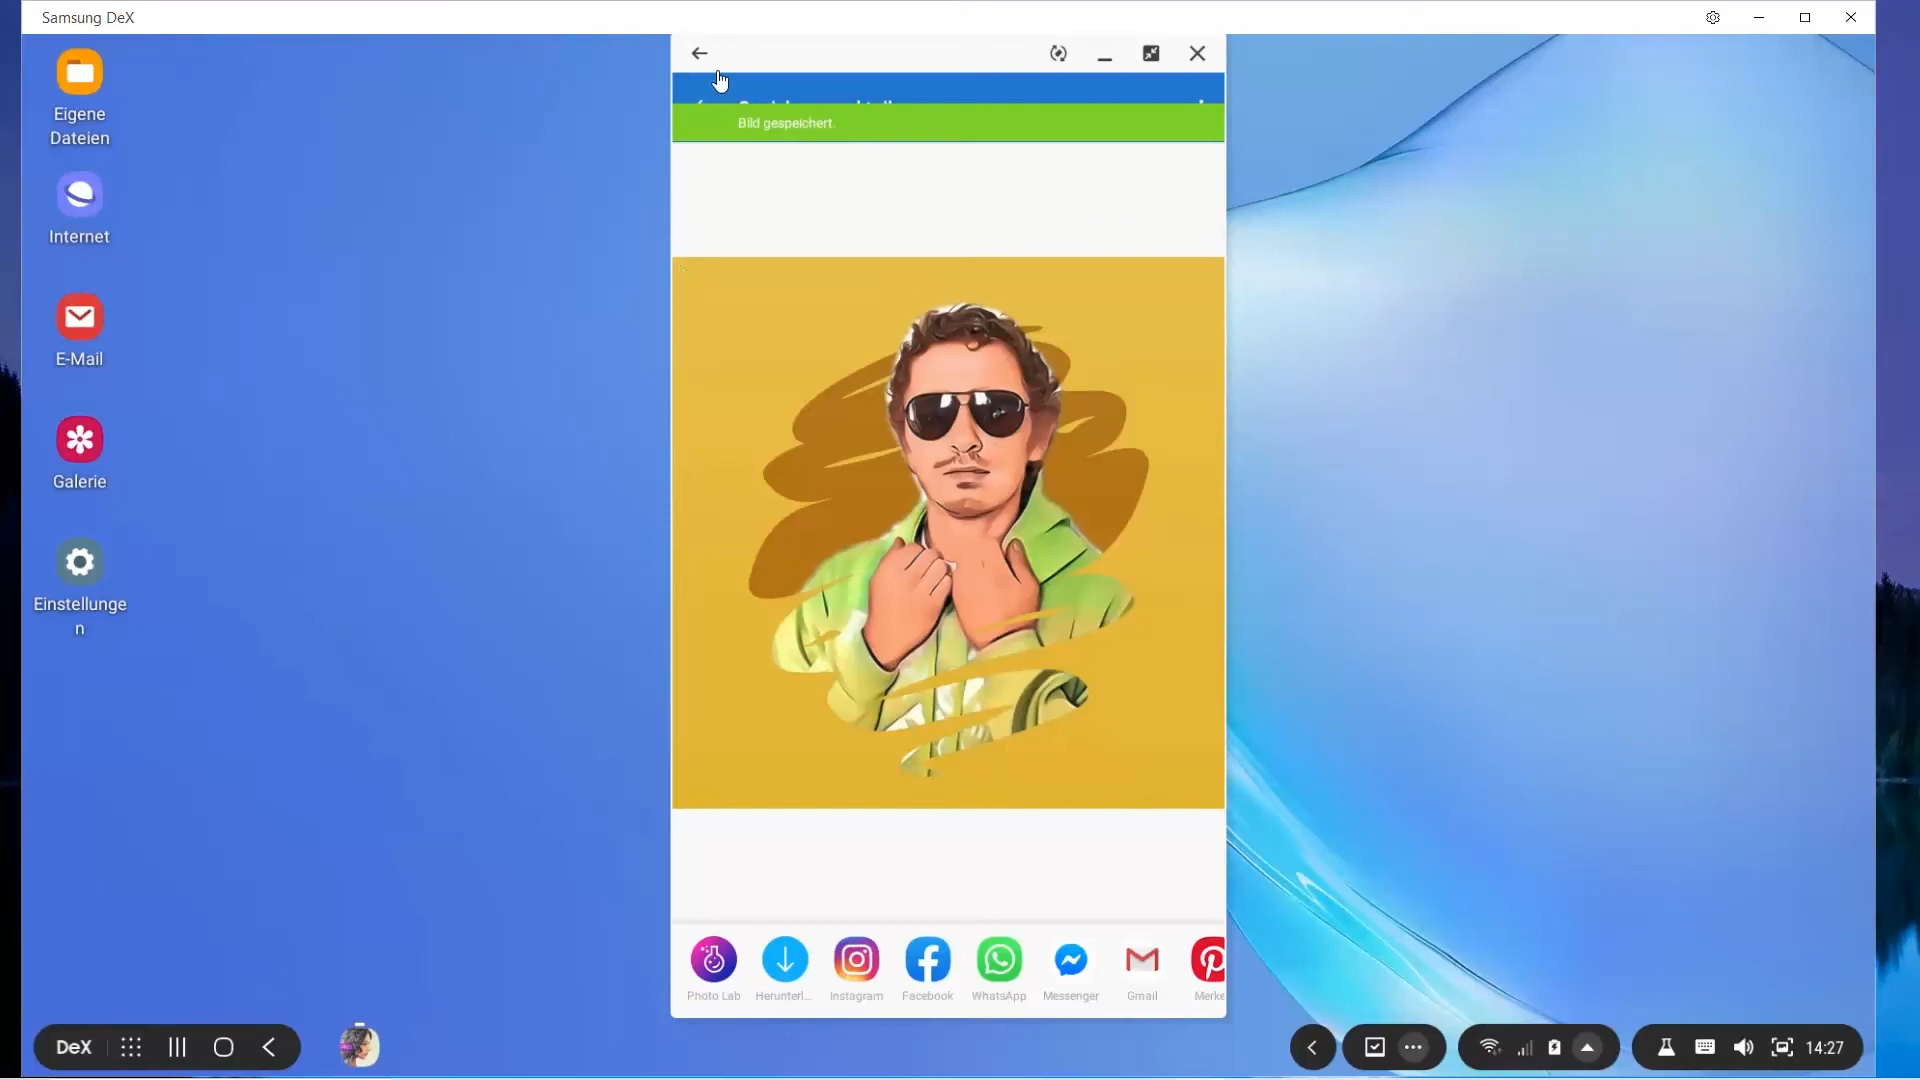 Samsung DeX
Eigene
Dateien
Internet
E-Mail
Galerie
Einstellunge
n
Bild gespeichert.
Photo Lab
Herunterl...
Instagram
Facebook
WhatsApp
Messenger
Gmail
Merke
DeX
14:27